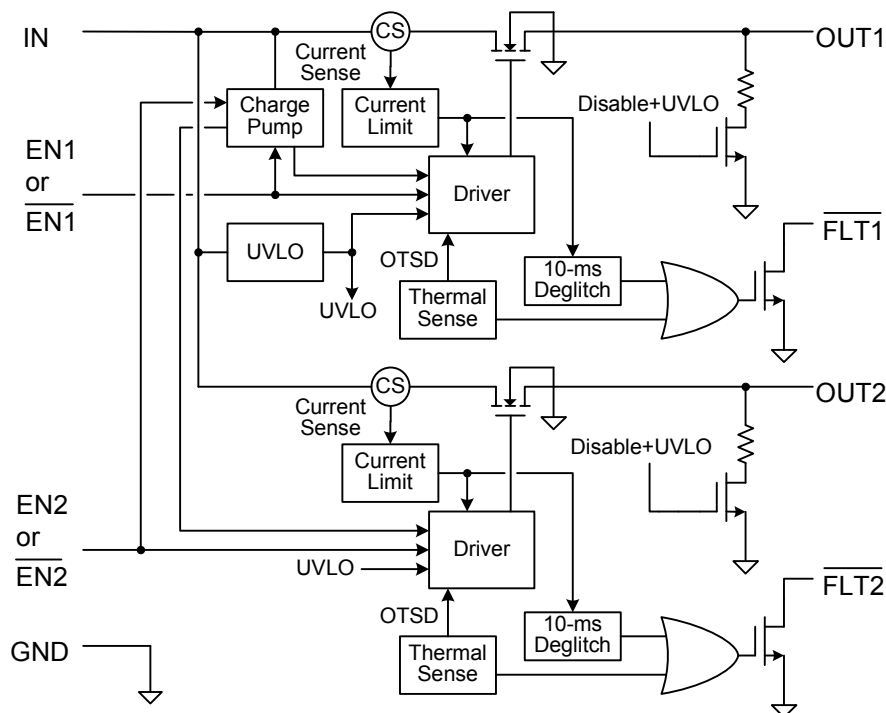 IN
CS
OUT1
Current
Sense
Charge
Pump
Current
Limit
Disable+UVLO
EN1
or
EN1
Driver
FLT1
UVLO
UVLO
OTSD
Thermal
Sense
10-ms
Deglitch
CS
OUT2
Current
Sense
Current
Limit
Disable+UVLO
EN2
or
EN2
Driver
UVLO
FLT2
OTSD
Thermal
Sense
10-ms
Deglitch
GND